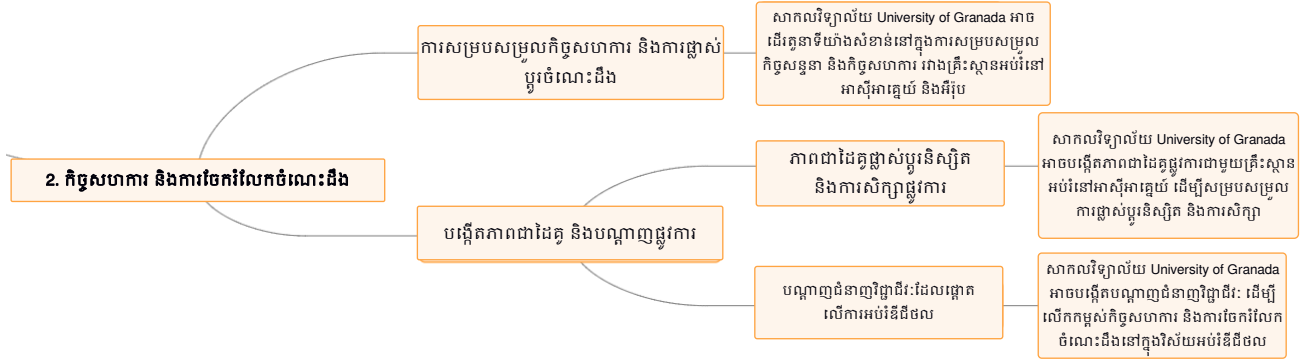 2. កិច្ចសហការ និងការចែករំលែកចំណេះដឹង
ការសម្របសម្រួលកិច្ចសហការ និងការផ្លាស់
ប្តូរចំណេះដឹង
សាកលវិទ្យាល័យ University of Granada អាច
ដើរតួនាទីយ៉ាងសំខាន់នៅក្នុងការសម្របសម្រួល
កិច្ចសន្ទនា និងកិច្ចសហការ រវាងគ្រឹះស្ថានអប់រំនៅ
អាស៊ីអាគ្នេយ៍ និងអឺរ៉ុប
បង្កើតភាពជាដៃគូ និងបណ្តាញផ្លូវការ
ភាពជាដៃគូផ្លាស់ប្តូរនិស្សិត
និងការសិក្សាផ្លូវការ
សាកលវិទ្យាល័យ University of Granada
អាចបង្កើតភាពជាដៃគូផ្លូវការជាមួយគ្រឹះស្ថាន
អប់រំនៅអាស៊ីអាគ្នេយ៍ ដើម្បីសម្របសម្រួល
ការផ្លាស់ប្តូរនិស្សិត និងការសិក្សា
បណ្តាញជំនាញវិជ្ជាជីវៈដែលផ្តោត
លើការអប់រំឌីជីថល
សាកលវិទ្យាល័យ University of Granada
អាចបង្កើតបណ្តាញជំនាញវិជ្ជាជីវៈ ដើម្បី
លើកកម្ពស់កិច្ចសហការ និងការចែករំលែក
ចំណេះដឹងនៅក្នុងវិស័យអប់រំឌីជីថល